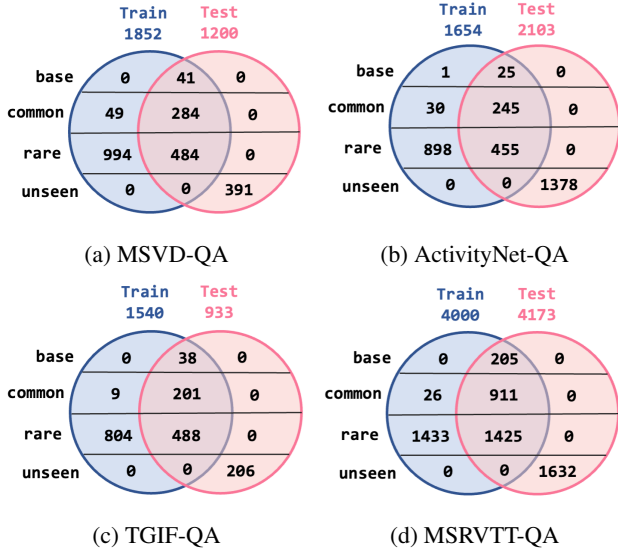 Train Test
1852 1200
base 0 41 0
common 49 284 0
rare 994 484 0
unseen 0 0 391
(a) MSVD-QA
Train Test
1654 2103
base 1 25 0
common 30 245 0
rare 898 455 0
unseen 0 0 1378
(b) ActivityNet-QA
Train Test
1540 933
base 0 38 0
common 9 201 0
rare 804 488 0
unseen 0 0 206
(c) TGIF-QA
Train Test
4000 4173
base 0 205 0
common 26 911 0
rare 1433 1425 0
unseen 0 0 1632
(d) MSRVTT-QA